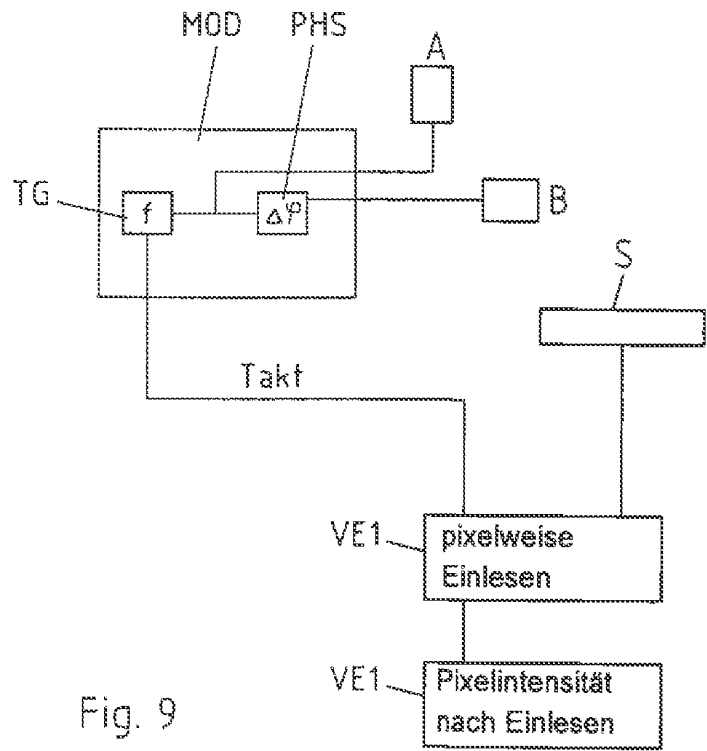 MOD
PHS
A
TG
f
Δφ
B
S
Takt
VE1
pixelweise
Einlesen
VE1
Pixelintensität
nach Einlesen
Fig. 9